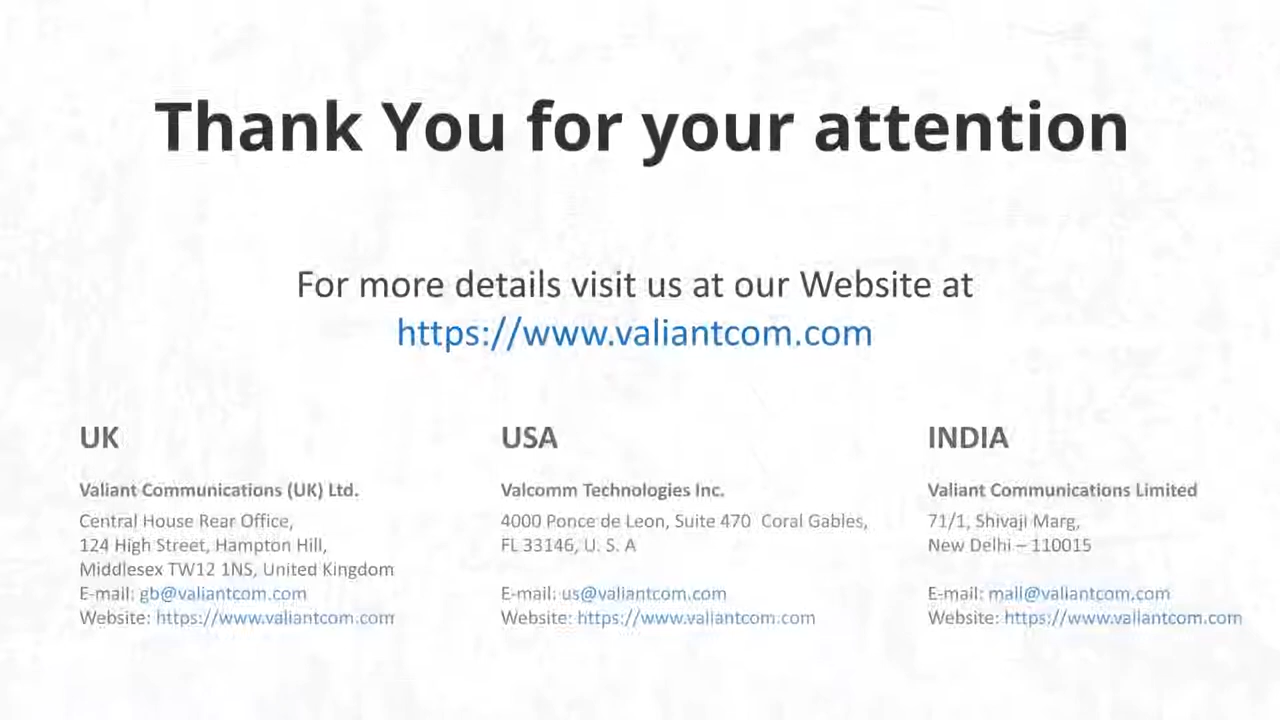 Thank You for your attention
For more details visit us at our Website at
https://www.valiantcom.com
UK
Valiant Communications (UK) Ltd.
Central House Rear Office,
124 High Street, Hampton Hill,
Middlesex TW12 1NS, United Kingdom
E-mail: gb@valiantcom.com
Website: https://www.valiantcom.com
USA
Valcomm Technologies Inc.
4000 Ponce de Leon, Suite 470  Coral Gables,
FL 33146, U. S. A
E-mail: us@valiantcom.com
Website: https://www.valiantcom.com
INDIA
Valiant Communications Limited
71/1, Shivaji Marg,
New Delhi – 110015
E-mail: mail@valiantcom.com
Website: https://www.valiantcom.com